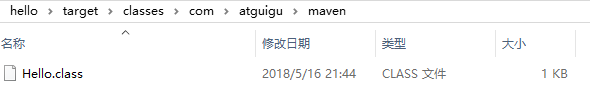 hello › target › classes › com › atguigu › maven
名称 修改日期 类型 大小
Hello.class 2018/5/16 21:44 CLASS 文件 1 KB